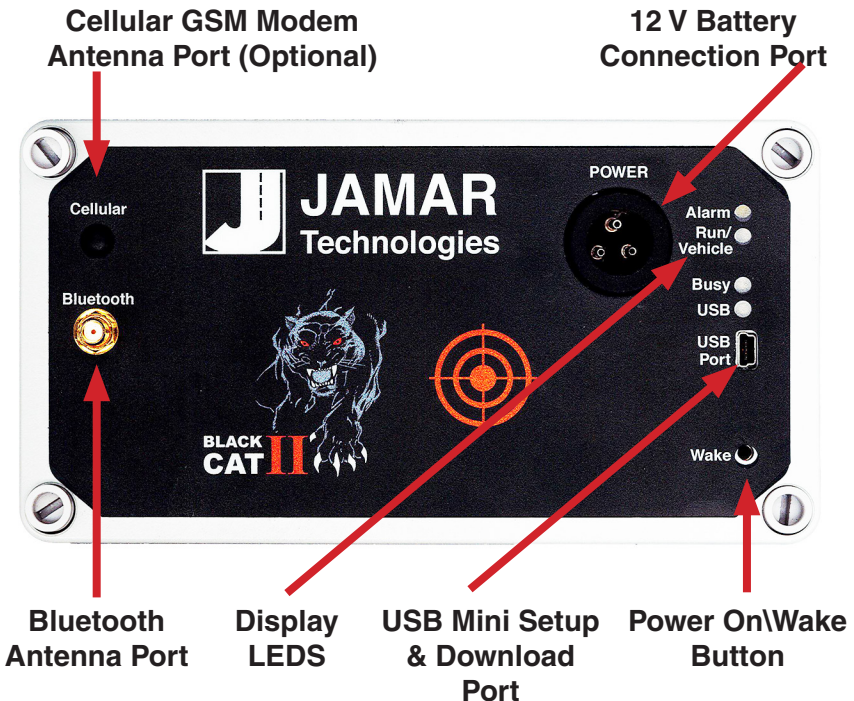 Cellular GSM Modem
Antenna Port (Optional)
12 V Battery
Connection Port
POWER
JAMAR
Technologies
Cellular
Alarm
Run/
Vehicle
Bluetooth
Busy
USB
USB
Port
BLACK
CAT II
Wake
Bluetooth
Antenna Port
Display
LEDS
USB Mini Setup
& Download
Port
Power On\Wake
Button